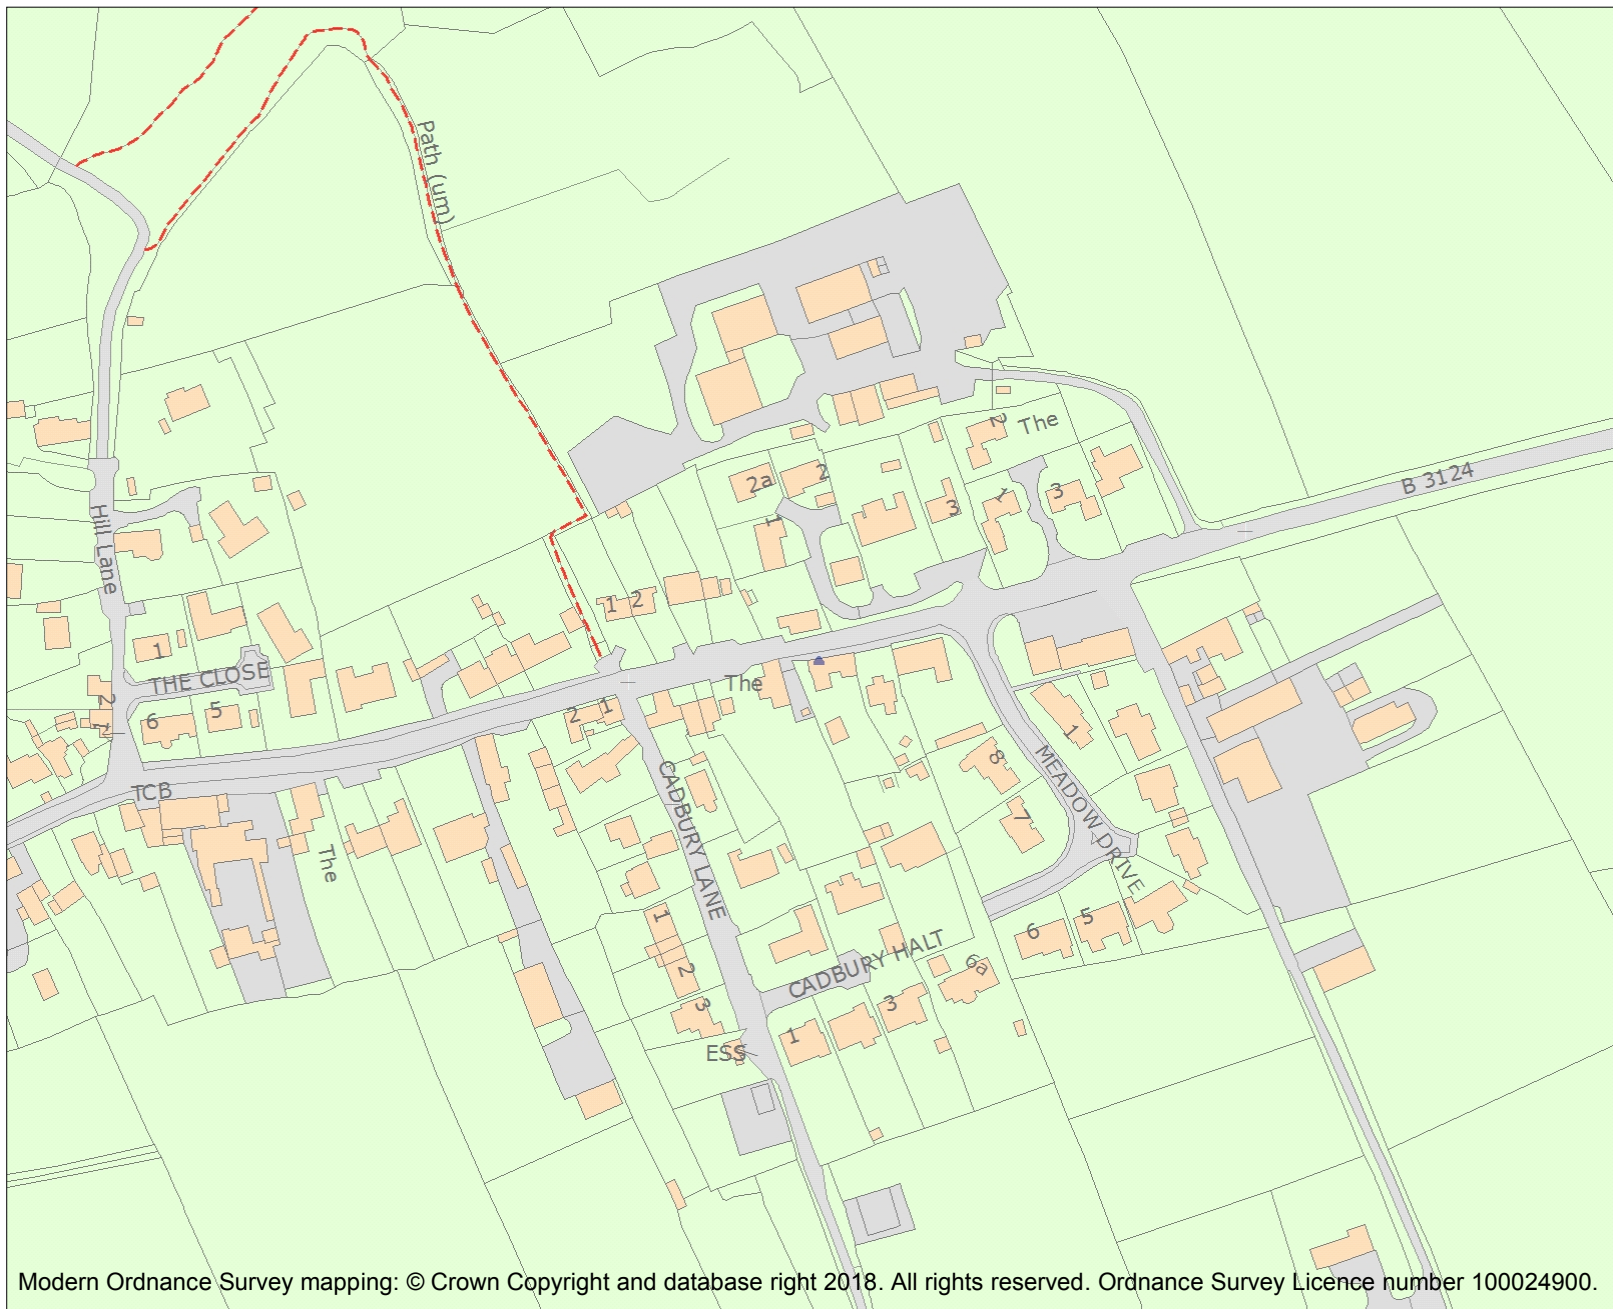 Path (um)
2
The
B 3124
2a
2
3
1
3
1
Hill Lane
1
2
1
THE CLOSE
2
6
5
The
2
1
1
8
MEADOW DRIVE
TCB
CADBURY LANE
7
The
1
5
6
CADBURY HALT
2
6a
3
3
1
ESS
Modern Ordnance Survey mapping: © Crown Copyright and database right 2018. All rights reserved. Ordnance Survey Licence number 100024900.